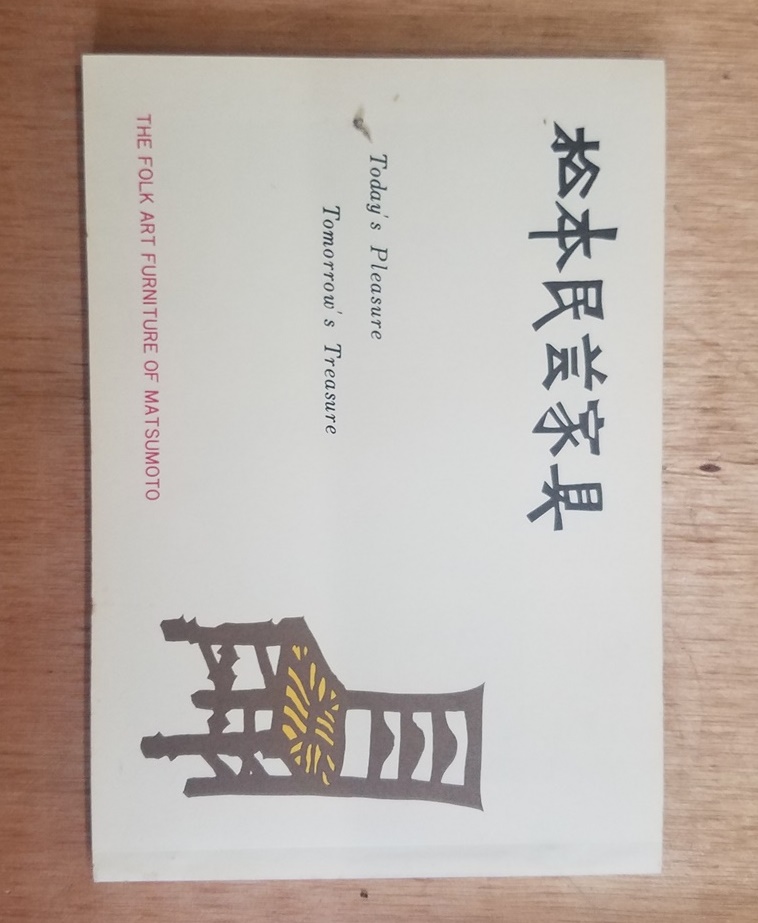 松本民芸家具
Today's Pleasure
Tomorrow's Treasure
THE FOLK ART FURNITURE OF MATSUMOTO